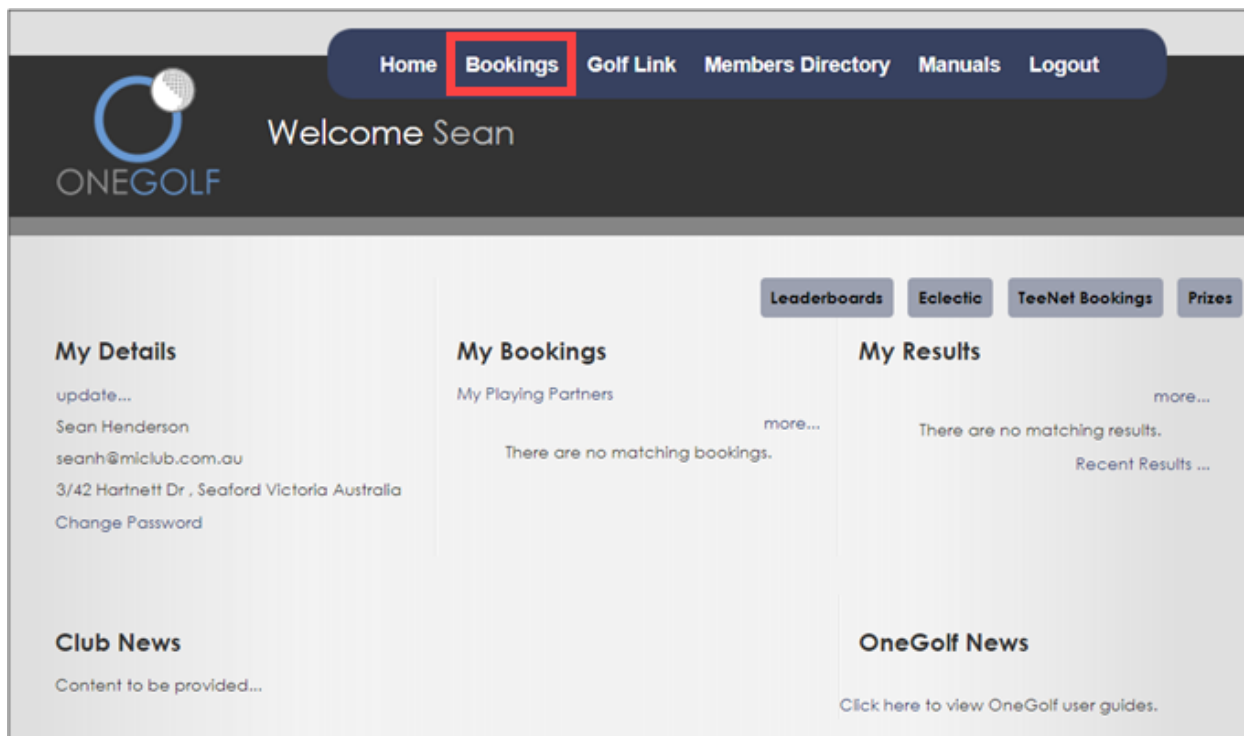 Home Bookings Golf Link Members Directory Manuals Logout
Welcome Sean
ONEGOLF
Leaderboards Eclectic TeeNet Bookings Prizes
My Details
update...
Sean Henderson
seanh@miclub.com.au
3/42 Hartnett Dr , Seaford Victoria Australia
Change Password
My Bookings
My Playing Partners
more...
There are no matching bookings.
My Results
more...
There are no matching results.
Recent Results ...
Club News
Content to be provided...
OneGolf News
Click here to view OneGolf user guides.